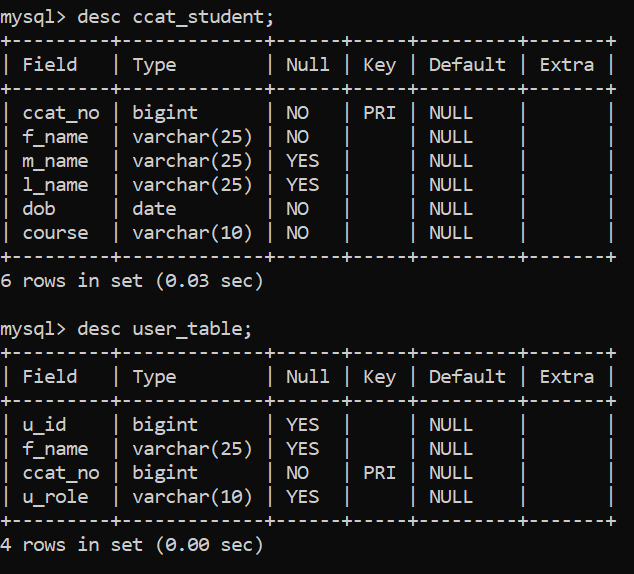 mysql> desc ccat_student;
+---------+-------------+------+-----+---------+-------+
| Field   | Type        | Null | Key | Default | Extra |
+---------+-------------+------+-----+---------+-------+
| ccat_no | bigint      | NO   | PRI | NULL    |       |
| f_name  | varchar(25) | NO   |     | NULL    |       |
| m_name  | varchar(25) | YES  |     | NULL    |       |
| l_name  | varchar(25) | YES  |     | NULL    |       |
| dob     | date        | NO   |     | NULL    |       |
| course  | varchar(10) | NO   |     | NULL    |       |
+---------+-------------+------+-----+---------+-------+
6 rows in set (0.03 sec)

mysql> desc user_table;
+---------+-------------+------+-----+---------+-------+
| Field   | Type        | Null | Key | Default | Extra |
+---------+-------------+------+-----+---------+-------+
| u_id    | bigint      | YES  |     | NULL    |       |
| f_name  | varchar(25) | YES  |     | NULL    |       |
| ccat_no | bigint      | NO   | PRI | NULL    |       |
| u_role  | varchar(10) | YES  |     | NULL    |       |
+---------+-------------+------+-----+---------+-------+
4 rows in set (0.00 sec)